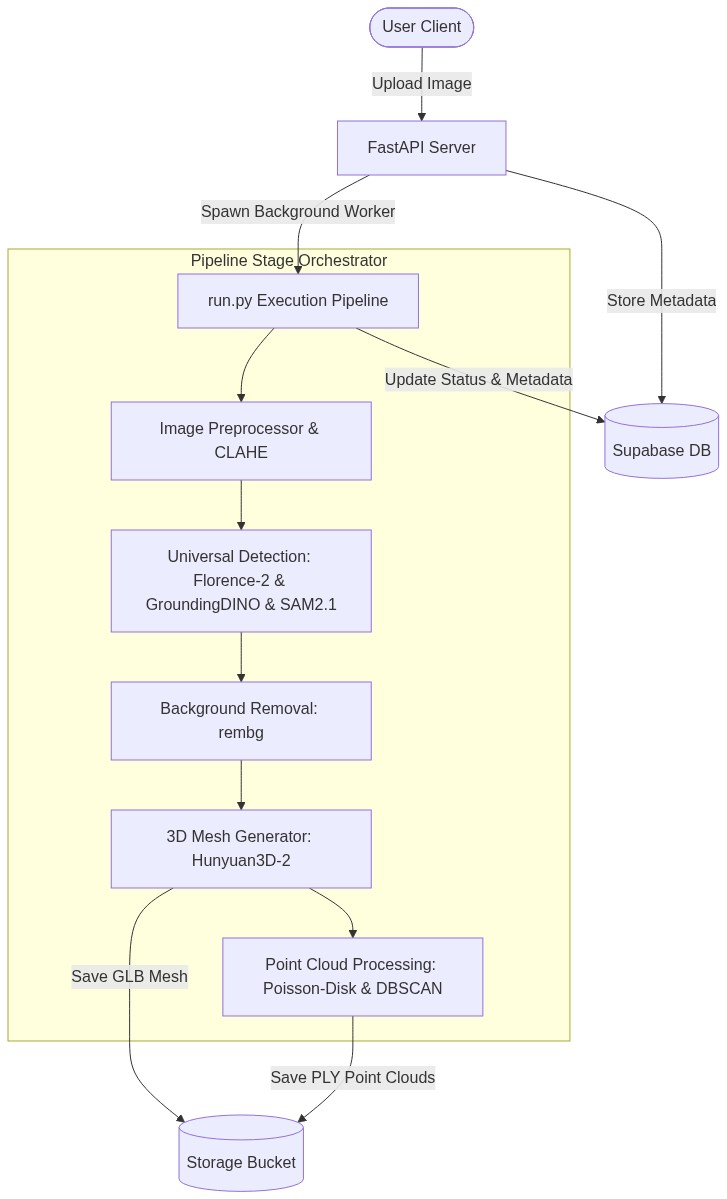 User Client
Upload Image
FastAPI Server
Spawn Background Worker
Pipeline Stage Orchestrator
run.py Execution Pipeline
Store Metadata
Update Status & Metadata
Image Preprocessor &
CLAHE
Supabase DB
Universal Detection:
Florence-2 &
GroundingDINO & SAM2.1
Background Removal:
rembg
3D Mesh Generator:
Hunyuan3D-2
Save GLB Mesh
Point Cloud Processing:
Poisson-Disk & DBSCAN
Save PLY Point Clouds
Storage Bucket